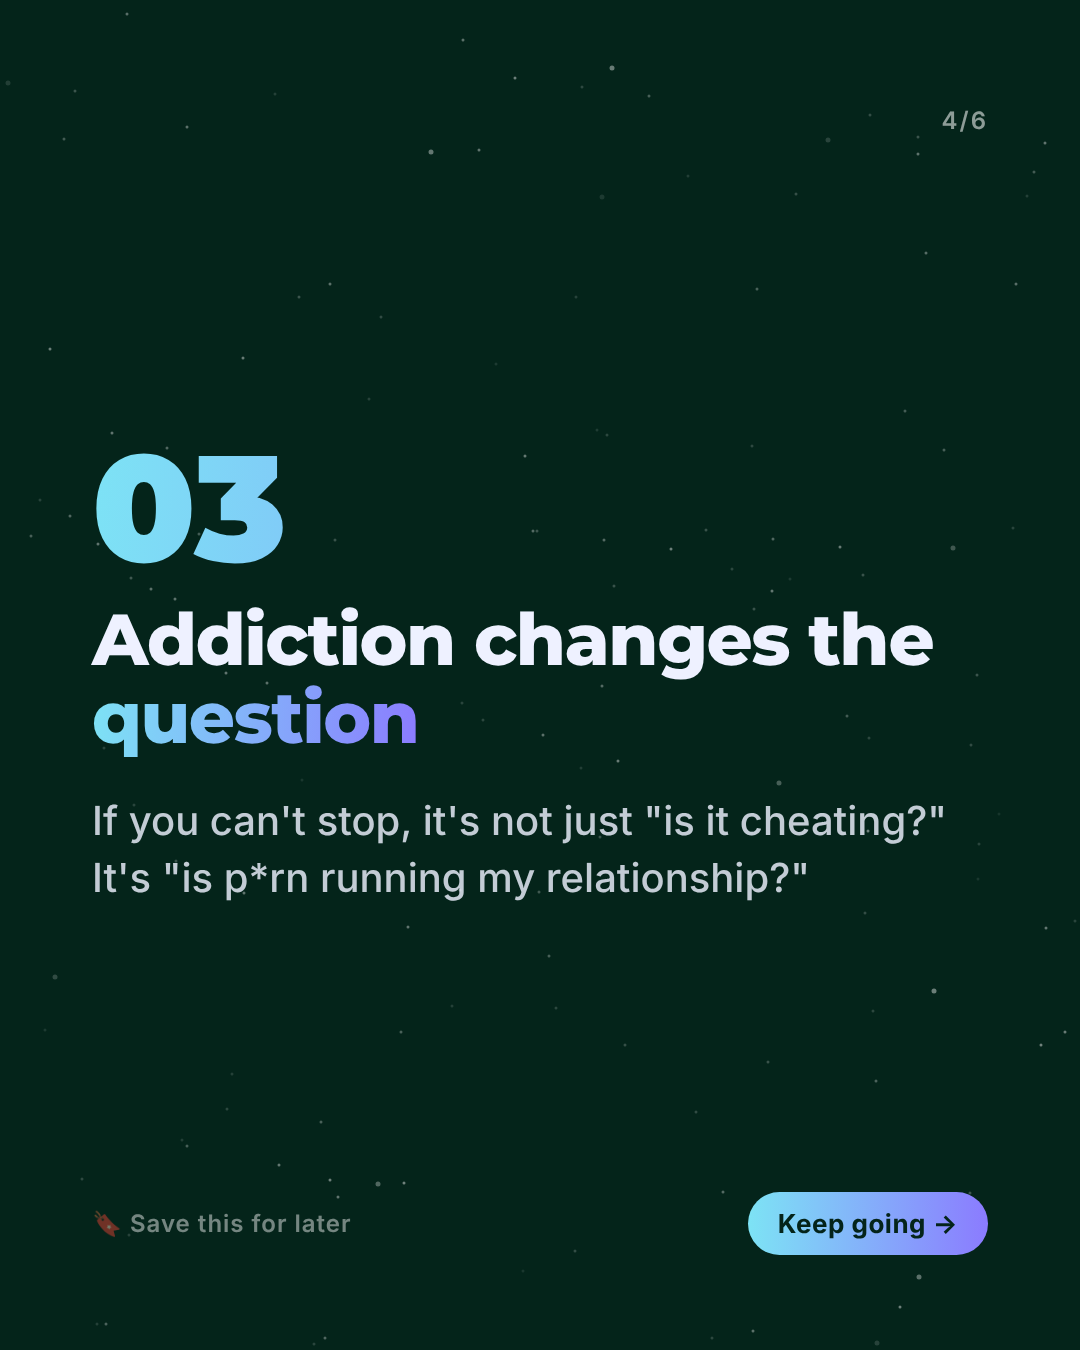 4/6
03
Addiction changes the
question
If you can't stop, it's not just "is it cheating?"
It's "is p*rn running my relationship?"
🔖 Save this for later
Keep going →